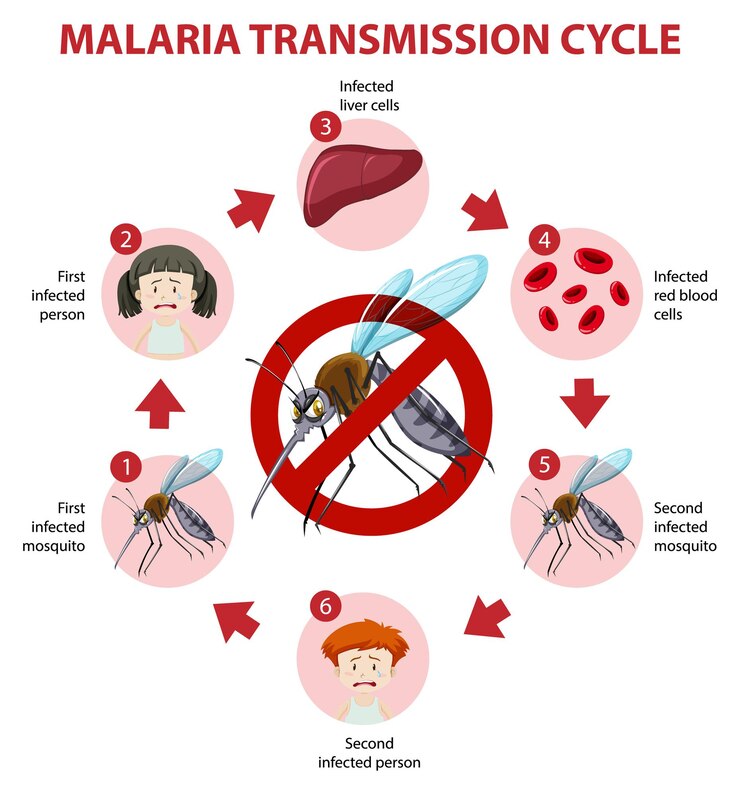 MALARIA TRANSMISSION CYCLE
1
First
infected
mosquito
2
First
infected
person
3
Infected
liver cells
4
Infected
red blood
cells
5
Second
infected
mosquito
6
Second
infected person